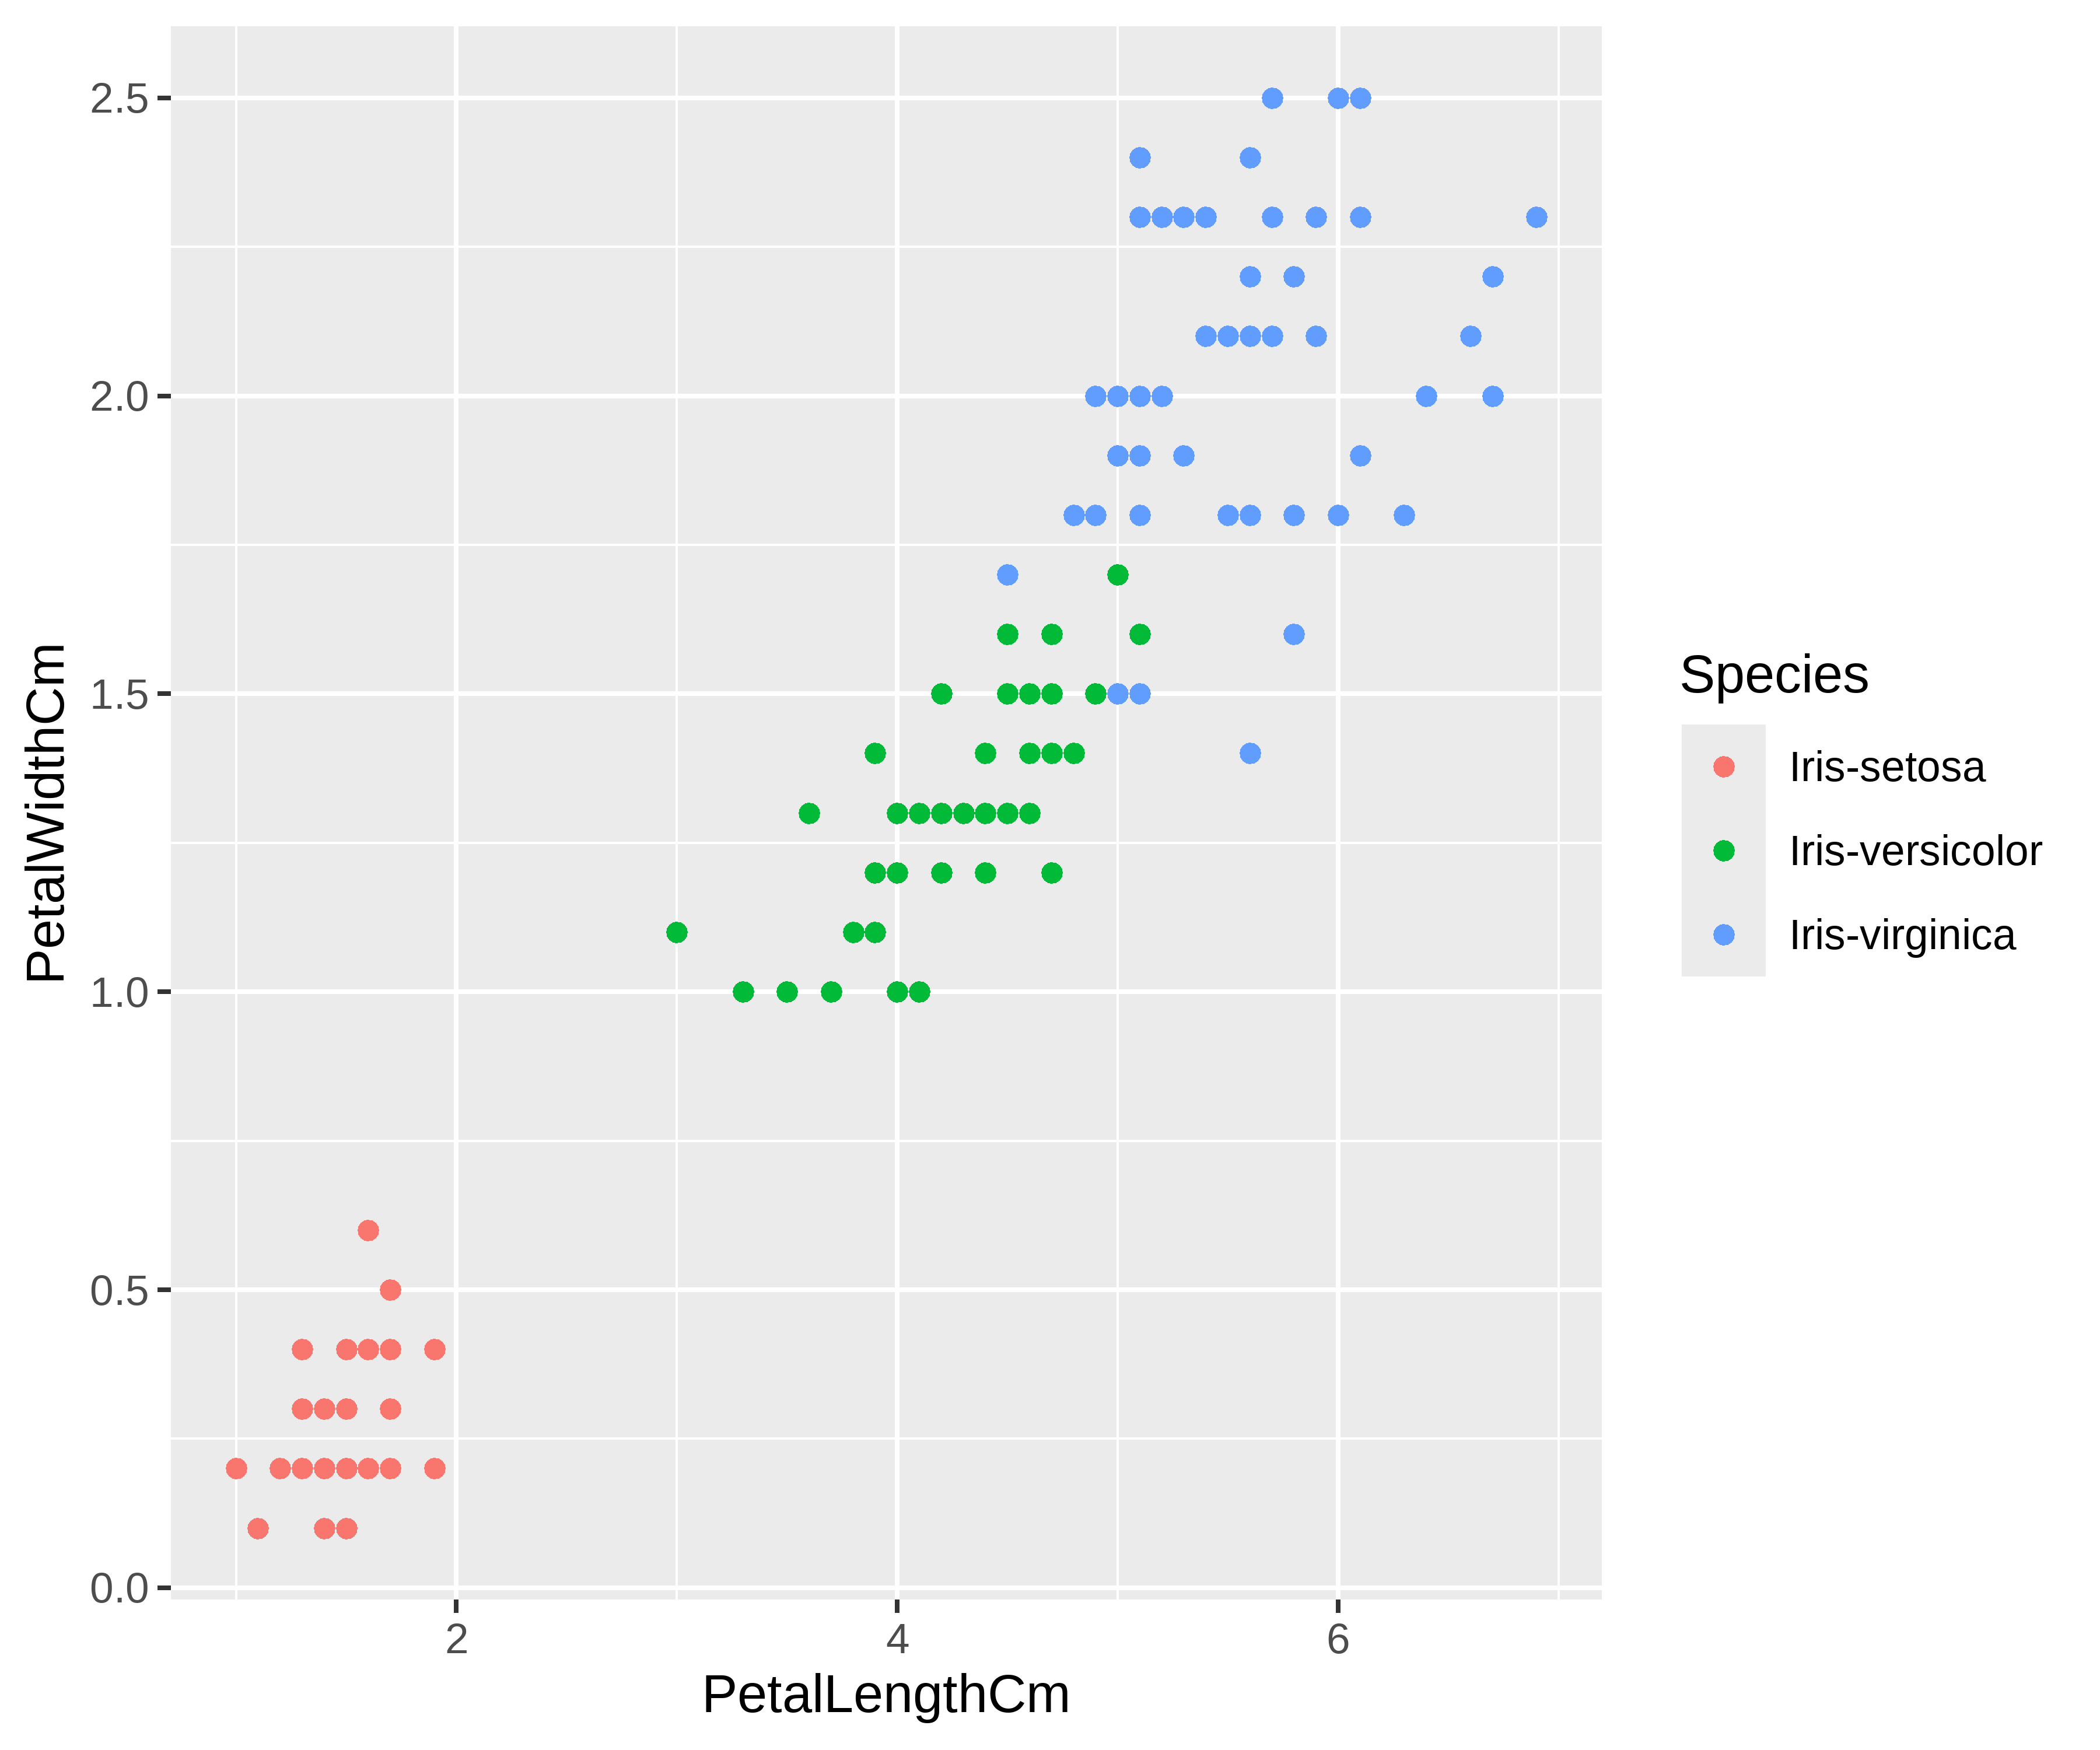 2.5
2.0
1.5
1.0
0.5
0.0
PetalWidthCm
2 4 6
PetalLengthCm
Species
Iris-setosa
Iris-versicolor
Iris-virginica